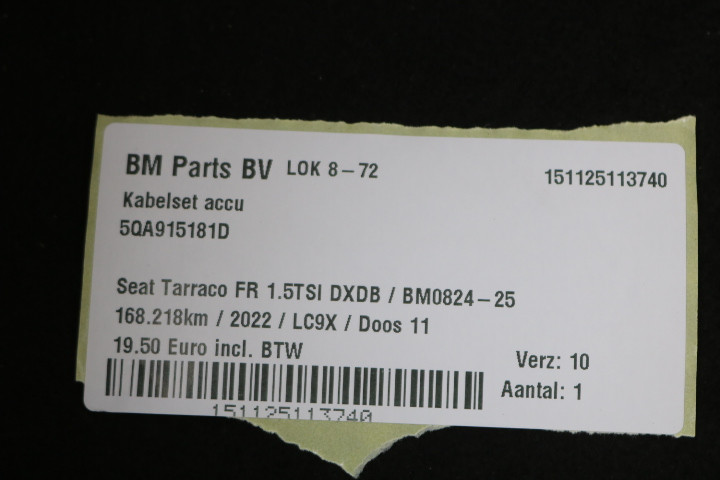 BM Parts BV LOK 8-72 151125113740
Kabelset accu
5QA915181D
Seat Tarraco FR 1.5TSI DXDB / BM0824-25
168.218km / 2022 / LC9X / Doos 11
19.50 Euro incl. BTW
Verz: 10
Aantal: 1
151125113740